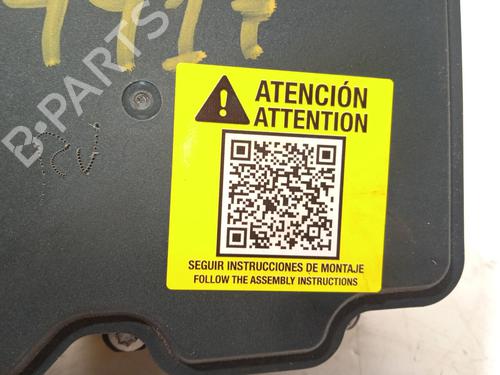 B-PARTS
ATENCIÓN
ATTENTION
SEGUIR INSTRUCCIONES DE MONTAJE
FOLLOW THE ASSEMBLY INSTRUCTIONS